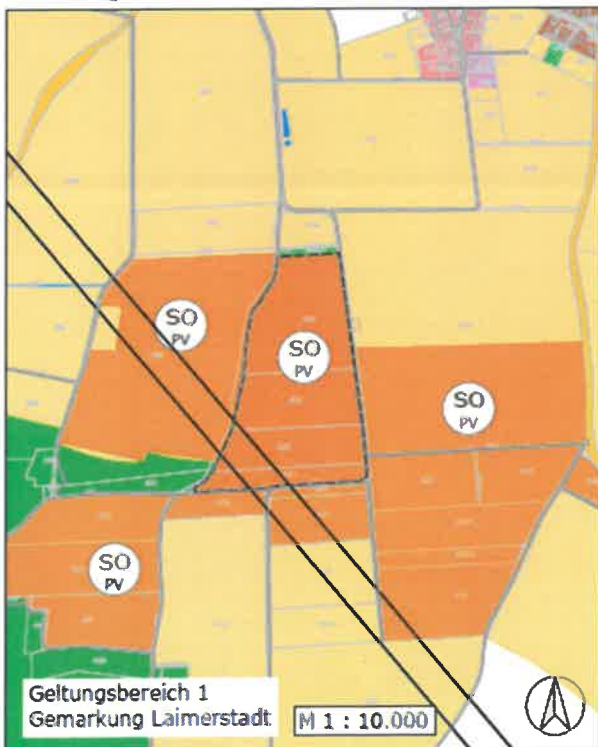 SO
PV
SO
PV
SO
PV
SO
PV
Geltungsbereich 1
Gemarkung Laimerstadt
M 1 : 10.000